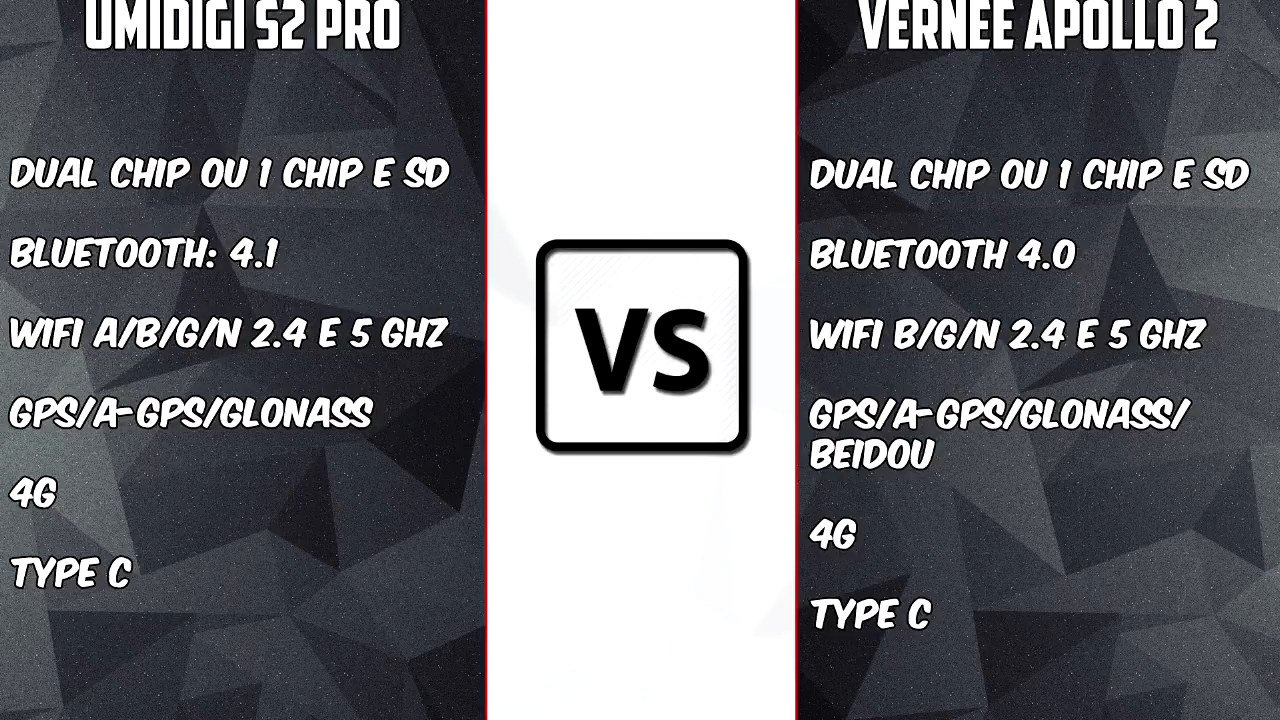 UMIDIGI S2 PRO
DUAL CHIP OU 1 CHIP E SD
BLUETOOTH: 4.1
WIFI A/B/G/N 2.4 E 5 GHZ
GPS/A-GPS/GLONASS
4G
TYPE C
VS
VERNEE APOLLO 2
DUAL CHIP OU 1 CHIP E SD
BLUETOOTH 4.0
WIFI B/G/N 2.4 E 5 GHZ
GPS/A-GPS/GLONASS/
BEIDOU
4G
TYPE C